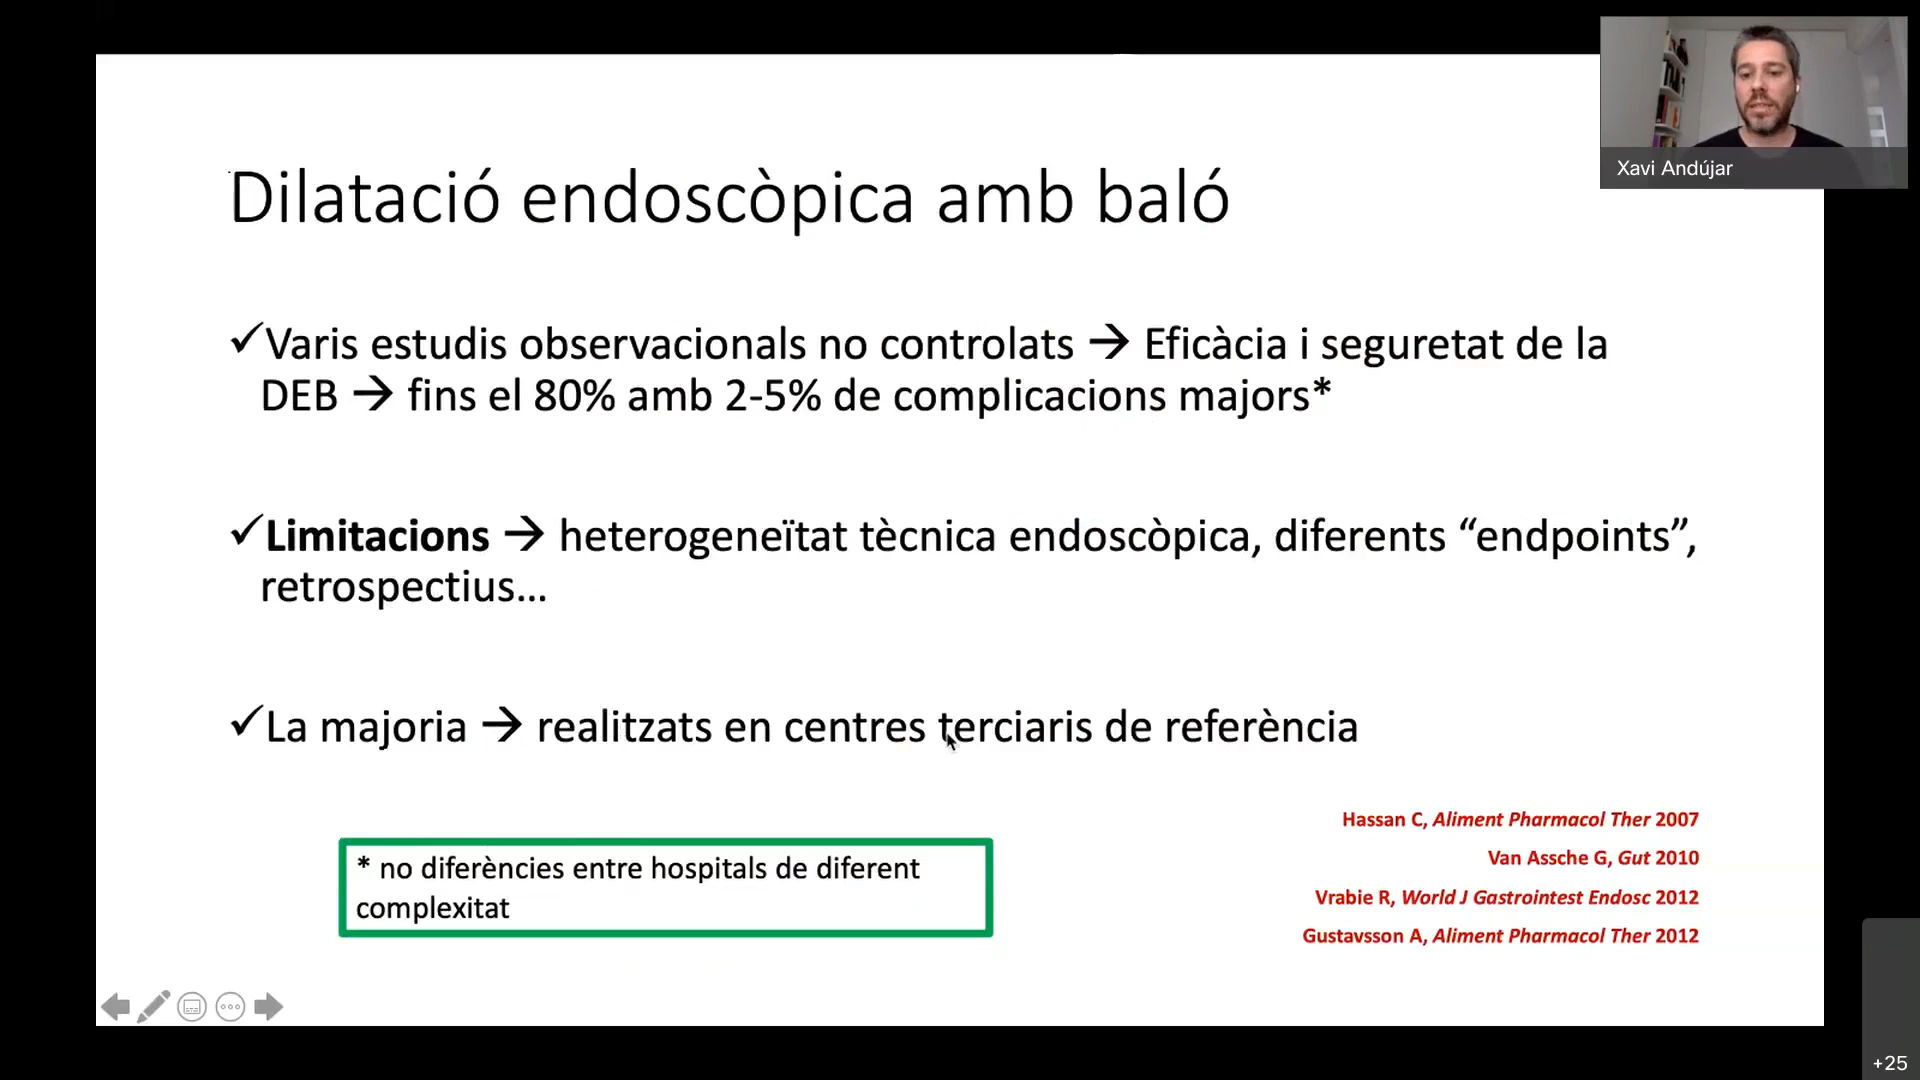 Xavi Andújar
Dilatació endoscòpica amb baló
✓Varis estudis observacionals no controlats → Eficàcia i seguretat de la
DEB → fins el 80% amb 2-5% de complicacions majors*
✓Limitacions → heterogeneïtat tècnica endoscòpica, diferents “endpoints”,
retrospectius...
✓La majoria → realitzats en centres terciaris de referència
* no diferències entre hospitals de diferent
complexitat
Hassan C, Aliment Pharmacol Ther 2007
Van Assche G, Gut 2010
Vrabie R, World J Gastrointest Endosc 2012
Gustavsson A, Aliment Pharmacol Ther 2012
+25